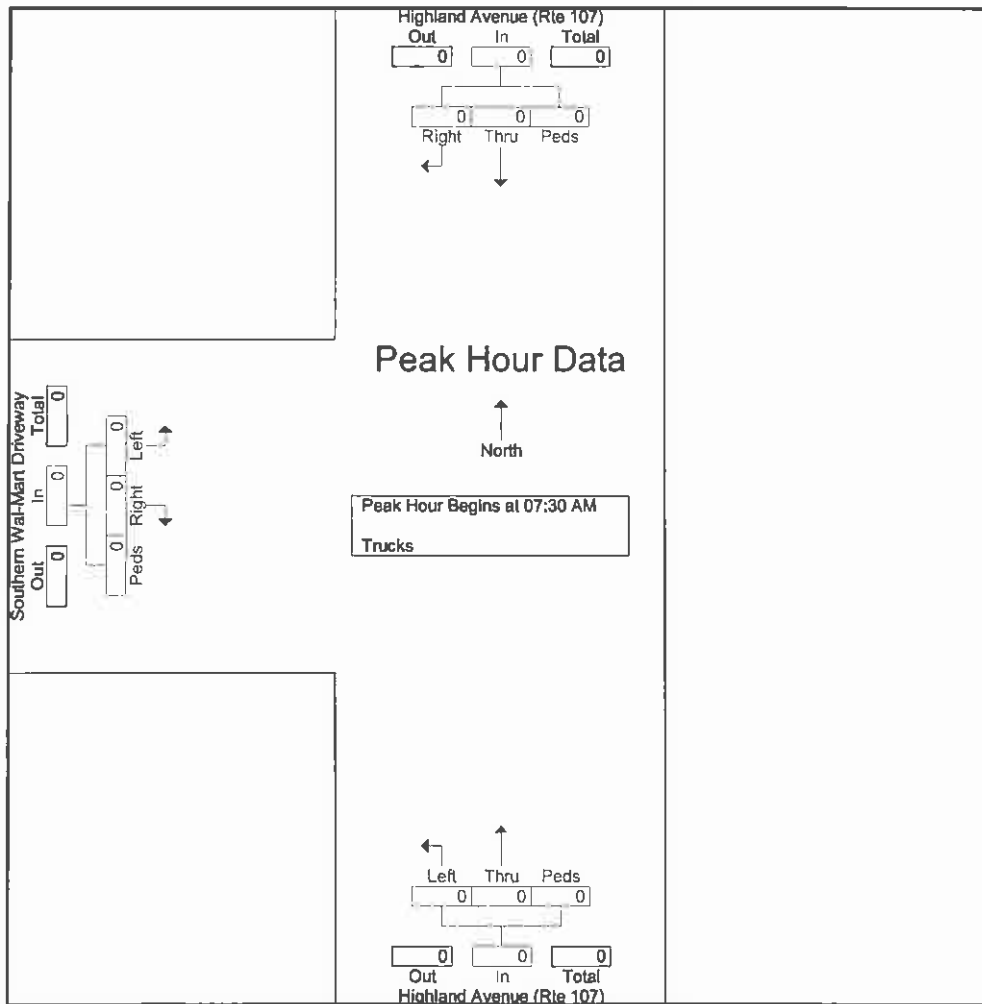 Highland Avenue (Rte 107)
Out In Total
0 0 0
0 0 0
Right Thru Peds
Peak Hour Data
North
Peak Hour Begins at 07:30 AM
Trucks
Southern Wal-Mart Driveway
Out In Total
0 0 0
0 0 0
Peds Right Left
Left Thru Peds
0 0 0
0 0 0
Out In Total
Highland Avenue (Rte 107)